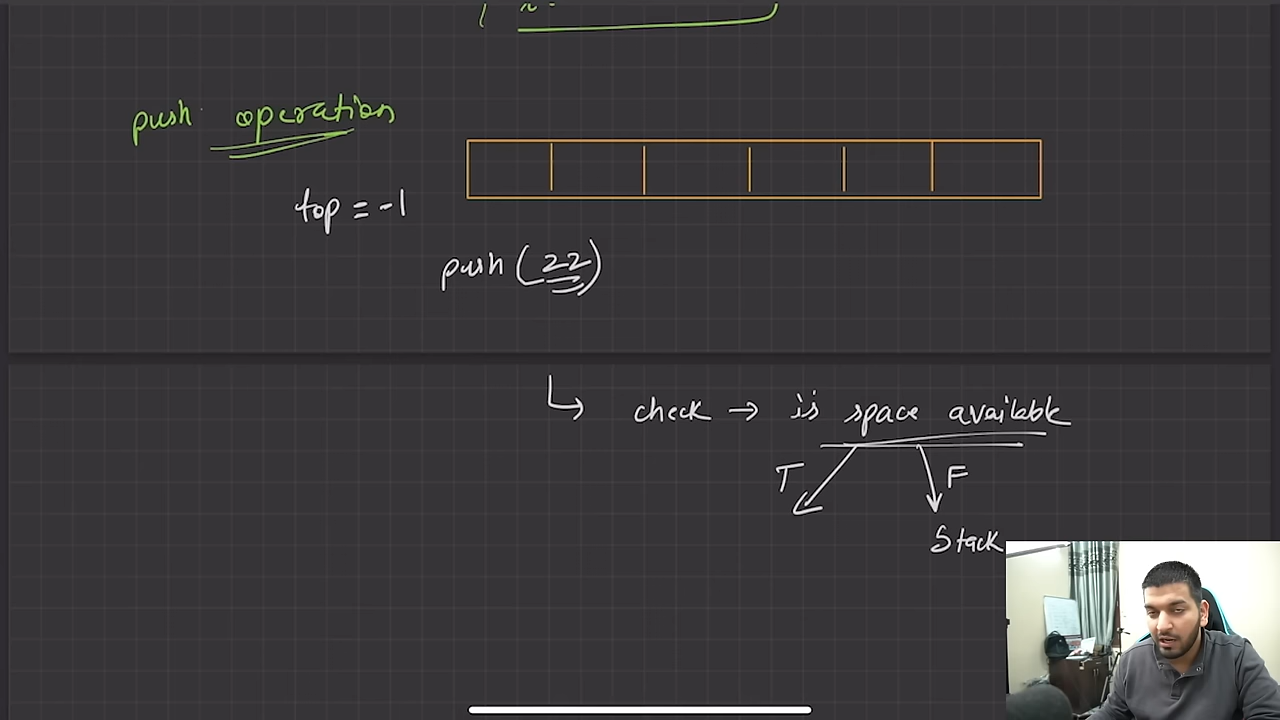 push operation
top = -1
push (22)
↳ check → is space available
T F
Stack